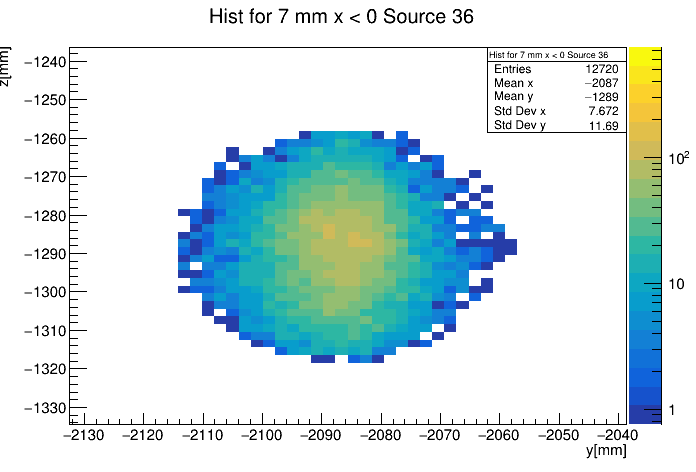 Hist for 7 mm x < 0 Source 36
z[mm]
Hist for 7 mm x < 0 Source 36
Entries 12720
Mean x −2087
Mean y −1289
Std Dev x 7.672
Std Dev y 11.69
−1240
−1250
−1260
−1270
−1280
−1290
−1300
−1310
−1320
−1330
10²
10
1
−2130 −2120 −2110 −2100 −2090 −2080 −2070 −2060 −2050 −2040
y[mm]